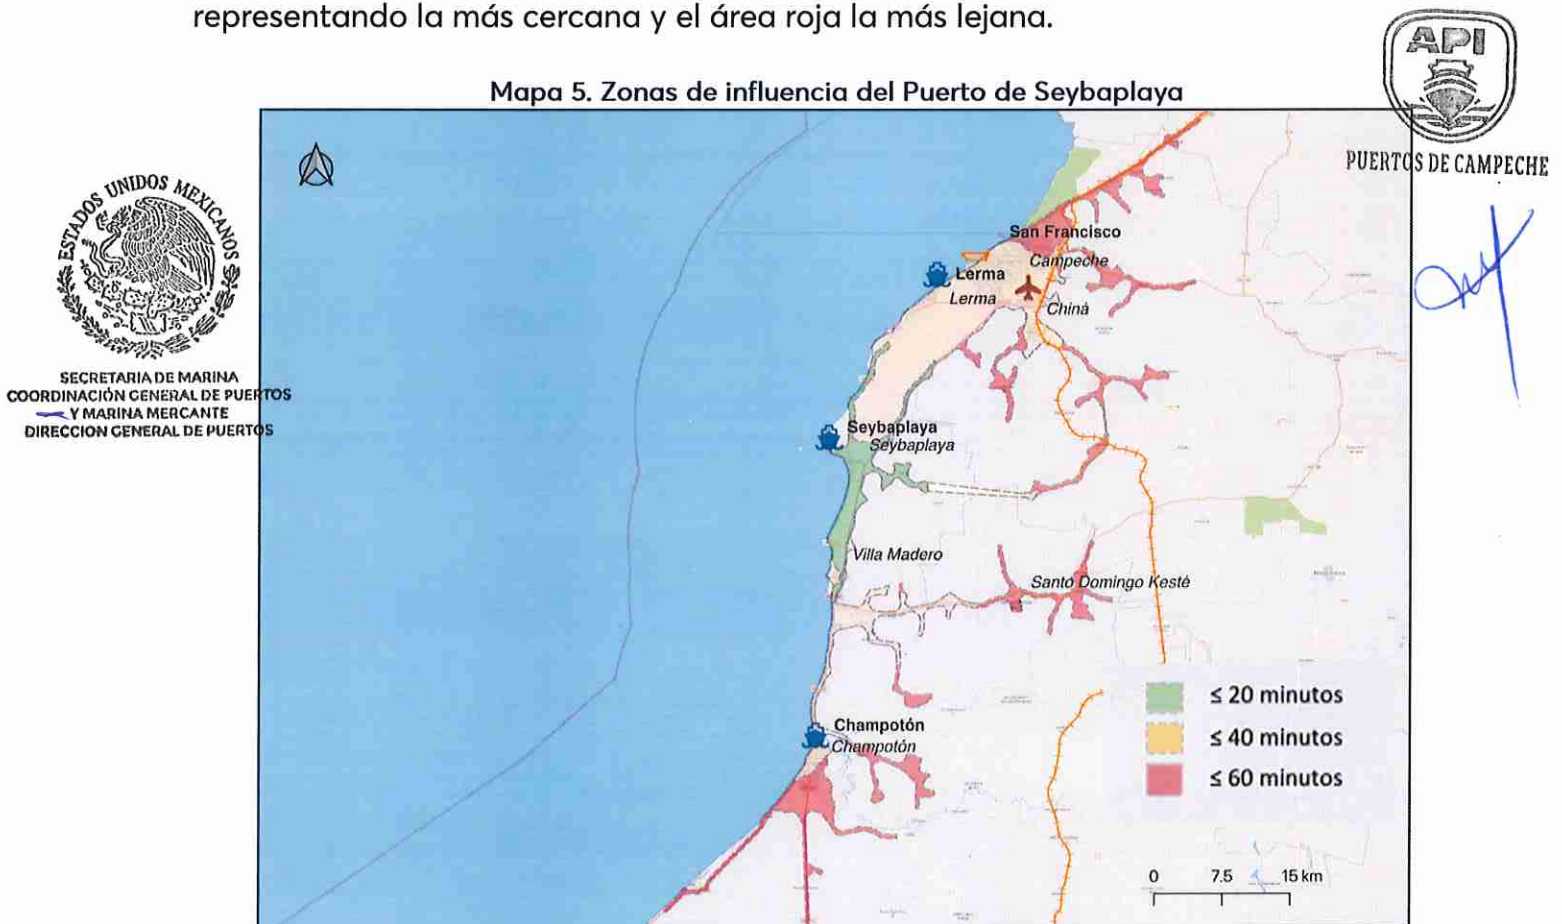 representando la más cercana y el área roja la más lejana.
API
PUERTOS DE CAMPECHE
Mapa 5. Zonas de influencia del Puerto de Seybaplaya
ESTADOS UNIDOS MEXICANOS
SECRETARIA DE MARINA
COORDINACIÓN GENERAL DE PUERTOS
Y MARINA MERCANTE
DIRECCION GENERAL DE PUERTOS
San Francisco
Campeche
Lerma
Lerma
Chiná
Seybaplaya
Seybaplaya
Villa Madero
Santo Domingo Kesté
Champotón
Champotón
≤ 20 minutos
≤ 40 minutos
≤ 60 minutos
0 7.5 15 km